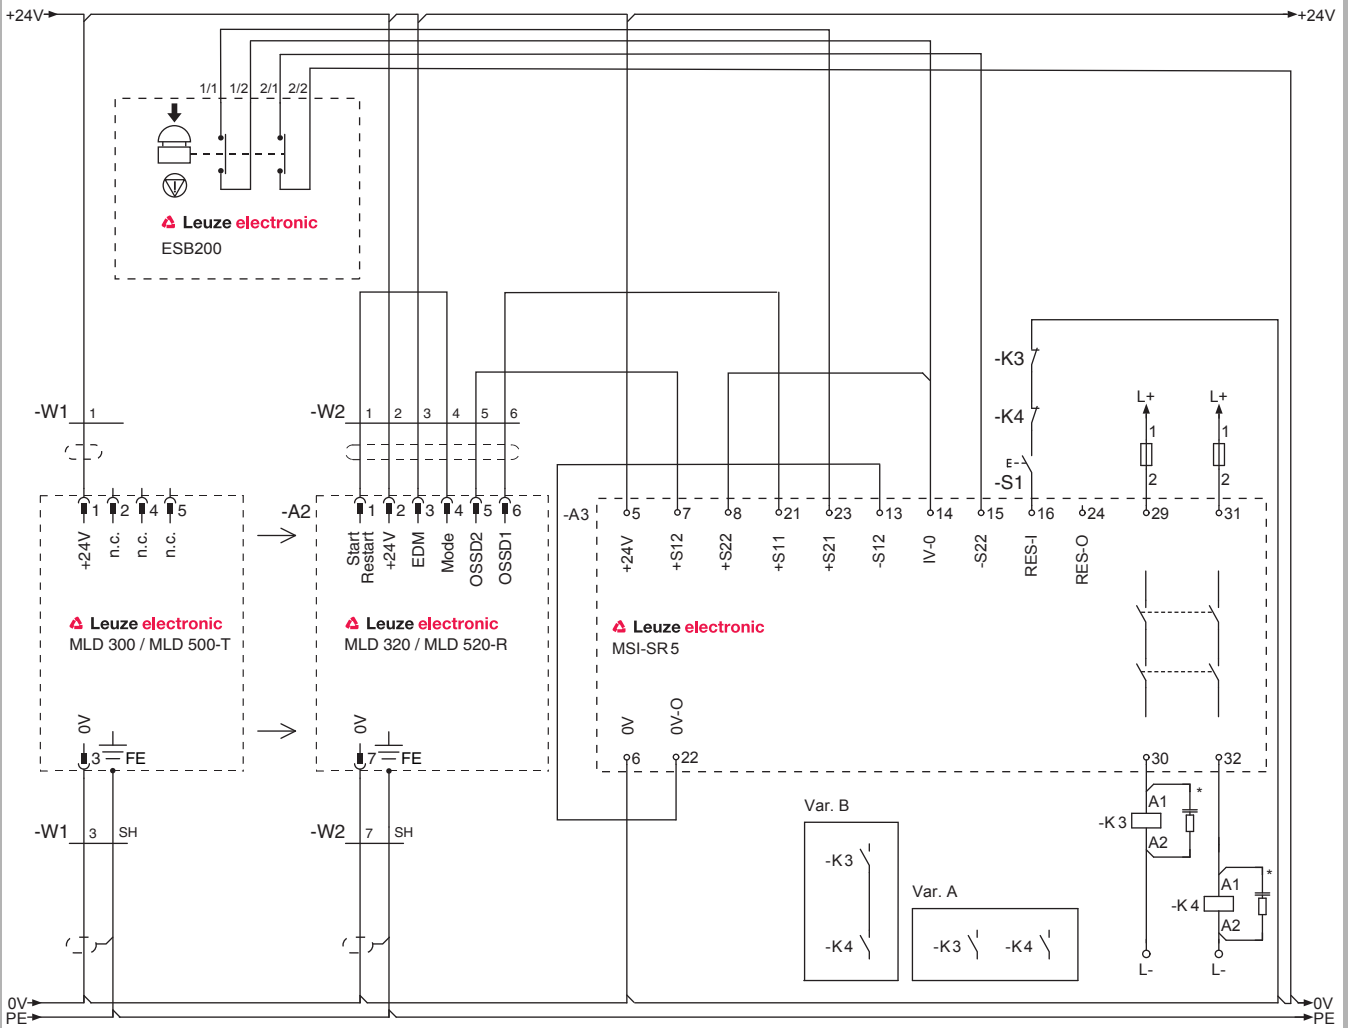 +24V
+24V
1/1 1/2 2/1 2/2
Leuze electronic
ESB200
-K3
-K4
E
-S1
L+ L+
1 1
2 2
-W1 1
-W2 1 2 3 4 5 6
1 2 4 5
+24V n.c. n.c. n.c.
Leuze electronic
MLD 300 / MLD 500-T
0V
3 FE
-A2
1 2 3 4 5 6
Start
Restart
+24V
EDM
Mode
OSSD2
OSSD1
Leuze electronic
MLD 320 / MLD 520-R
0V
7 FE
-A3
5 7 8 21 23 13 14 15 16 24 29 31
+24V
+S12
+S22
+S11
+S21
-S12
IV-0
-S22
RES-I
RES-O
Leuze electronic
MSI-SR5
0V
0V-O
6 22 30 32
-W1 3 SH
-W2 7 SH
Var. B
-K3
-K4
Var. A
-K3 -K4
-K3
A1
A2
*
-K4
A1
A2
*
L- L-
0V
PE
0V
PE